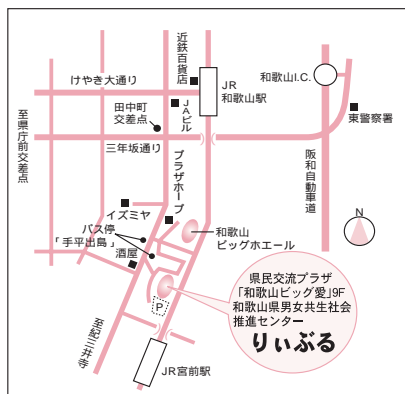 近鉄百貨店
けやき大通り
JR
和歌山駅
和歌山I.C.
JAビル
田中町
交差点
東警察署
至県庁前交差点
三年坂通り
プラザホープ
阪和自動車道
N
イズミヤ
バス停
「手平出島」
酒屋
和歌山
ビッグホエール
県民交流プラザ
「和歌山ビッグ愛」9F
和歌山県男女共生社会
推進センター
りぃぶる
P
至紀三井寺
JR宮前駅